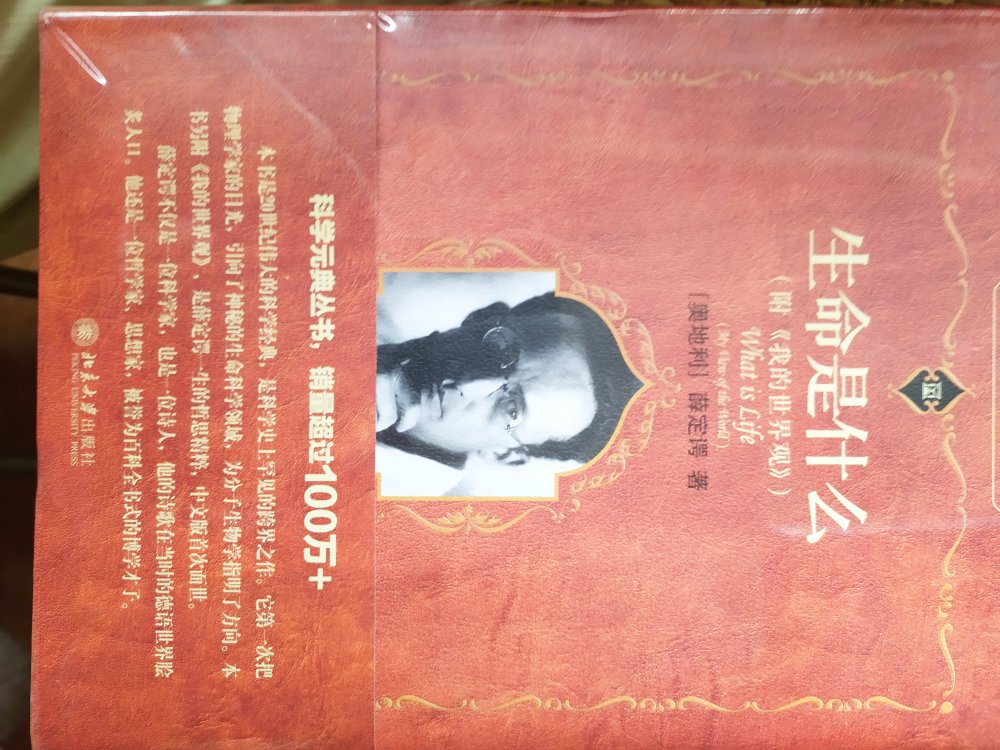 生命是什么
（附《我的世界观》）
What is Life
（My View of the World）
［奥地利］薛定谔 著
科学元典丛书，销量超过100万+
本书是20世纪伟大的科学经典，是科学史上罕见的跨界之作。它第一次把
物理学家的目光，引向了神秘的生命科学领域，为分子生物学指明了方向。本
书另附《我的世界观》，是薛定谔一生的哲思精粹，中文版首次面世。
薛定谔不仅是一位科学家，也是一位诗人，他的诗歌在当时的德语世界脍
炙人口。他还是一位哲学家、思想家，被誉为百科全书式的博学才子。
北京大学出版社
PEKING UNIVERSITY PRESS